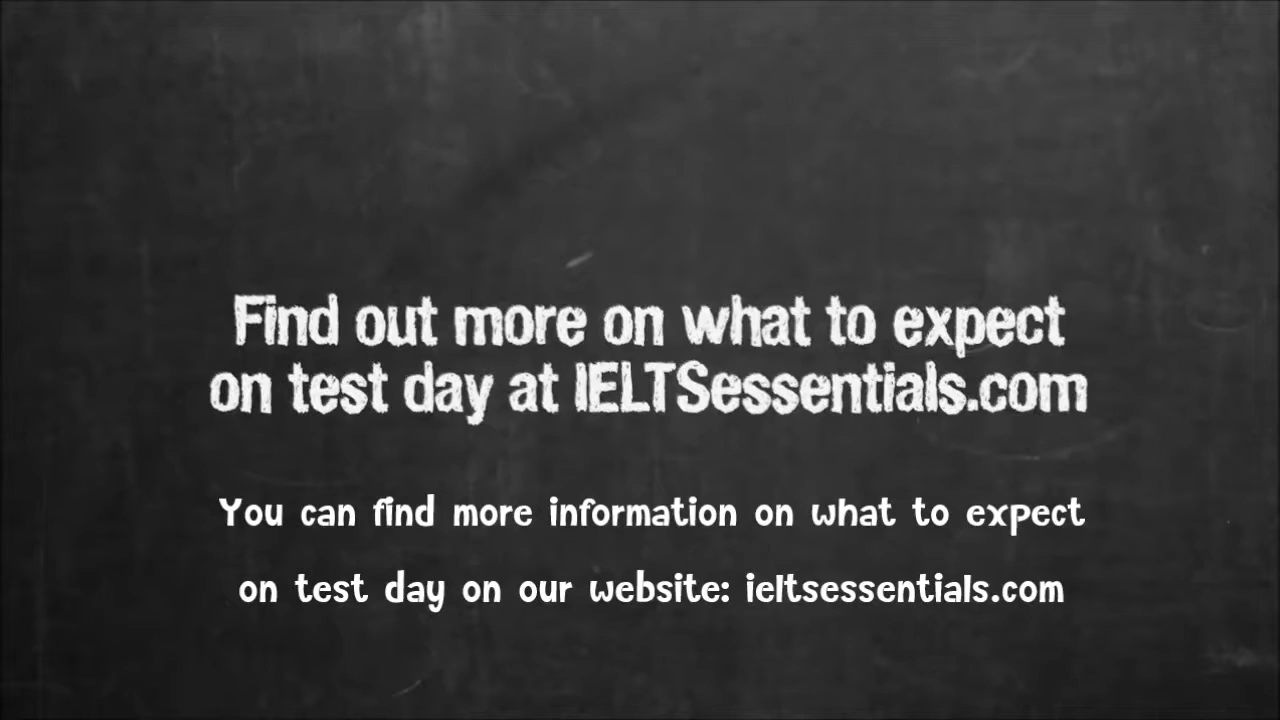 Find out more on what to expect
on test day at IELTSessentials.com
You can find more information on what to expect
on test day on our website: ieltsessentials.com